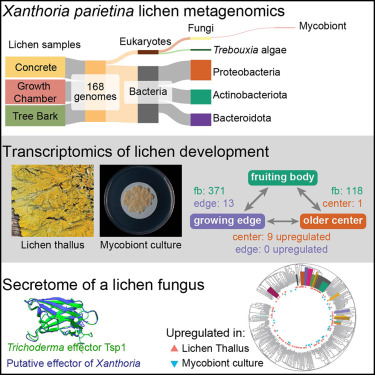 Xanthoria parietina lichen metagenomics
Lichen samples
Concrete
Growth
Chamber
Tree Bark
168
genomes
Eukaryotes
Bacteria
Fungi
Mycobiont
Trebouxia algae
Proteobacteria
Actinobacteriota
Bacteroidota
Transcriptomics of lichen development
Lichen thallus
Mycobiont culture
fruiting body
fb: 371
edge: 13
fb: 118
center: 1
growing edge
older center
center: 9 upregulated
edge: 0 upregulated
Secretome of a lichen fungus
Trichoderma effector Tsp1
Putative effector of Xanthoria
Upregulated in:
Lichen Thallus
Mycobiont culture